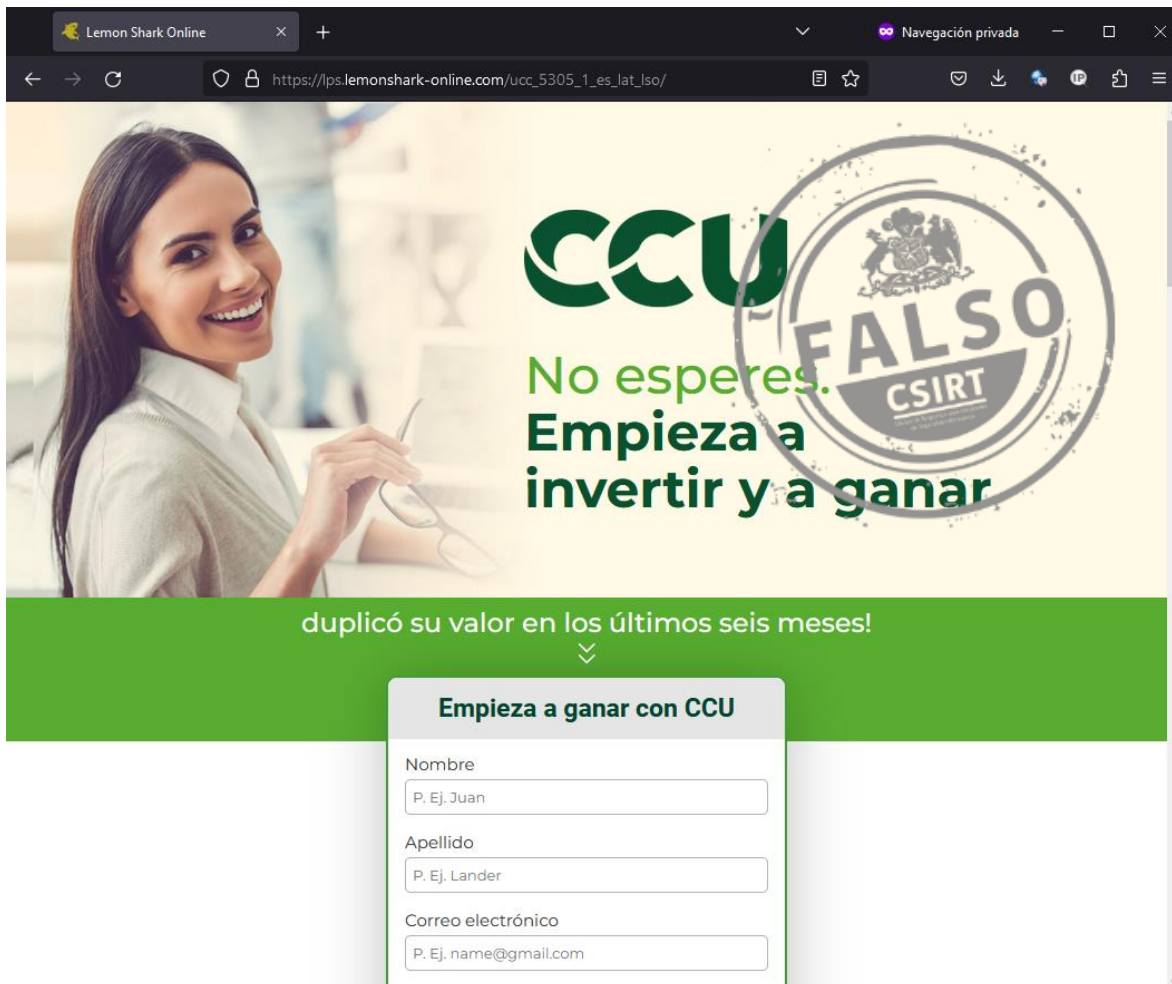 Lemon Shark Online
Navegación privada
https://lps.lemonshark-online.com/ucc_5305_1_es_lat_lso/
CCU
FALSO
CSIRT
No esperes.
Empieza a
invertir y a ganar
duplicó su valor en los últimos seis meses!
Empieza a ganar con CCU
Nombre
P. Ej. Juan
Apellido
P. Ej. Lander
Correo electrónico
P. Ej. name@gmail.com